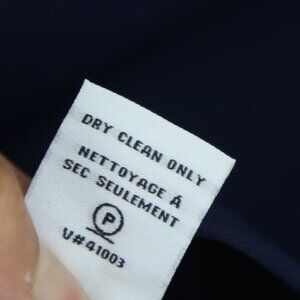 DRY CLEAN ONLY
NETTOYAGE À
SEC SEULEMENT
P
U#41003